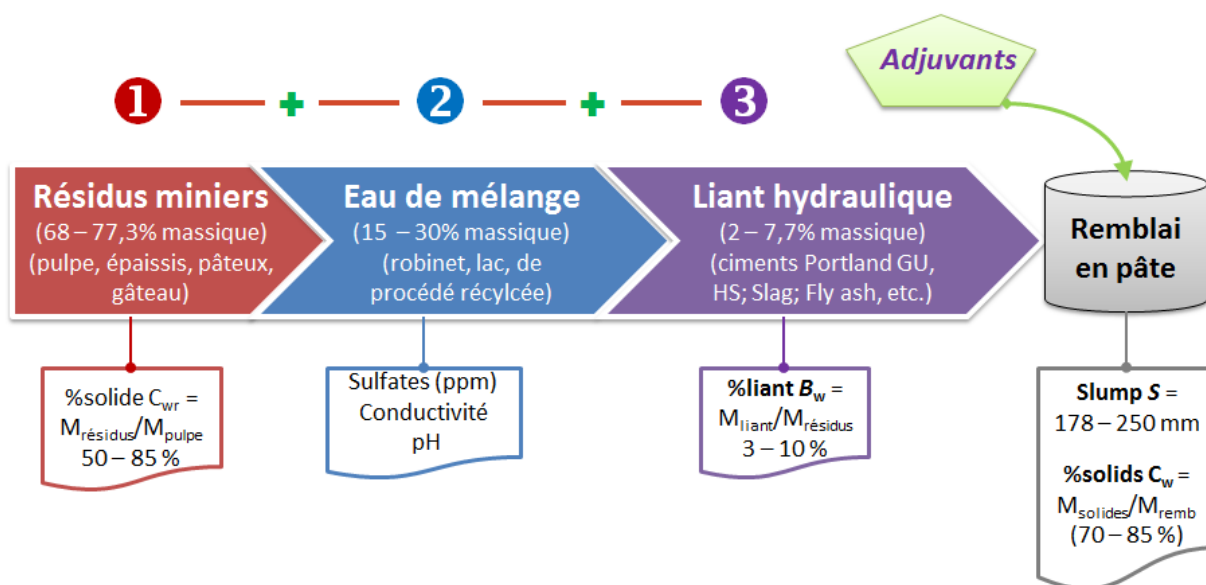 Adjuvants
1 + 2 + 3
Résidus miniers
(68 – 77,3% massique)
(pulpe, épaissis, pâteux,
gâteau)
Eau de mélange
(15 – 30% massique)
(robinet, lac, de
procédé récylcée)
Liant hydraulique
(2 – 7,7% massique)
(ciments Portland GU,
HS; Slag; Fly ash, etc.)
Remblai
en pâte
%solide Cwr =
Mrésidus/Mpulpe
50 – 85 %
Sulfates (ppm)
Conductivité
pH
%liant Bw =
Mliant/Mrésidus
3 – 10 %
Slump S =
178 – 250 mm
%solids Cw =
Msolides/Mremb
(70 – 85 %)